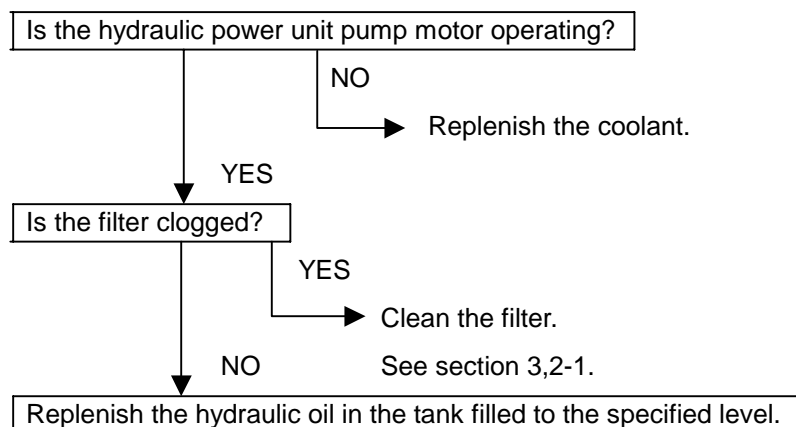 Is the hydraulic power unit pump motor operating?
NO
Replenish the coolant.
YES
Is the filter clogged?
YES
Clean the filter.
NO
See section 3,2-1.
Replenish the hydraulic oil in the tank filled to the specified level.